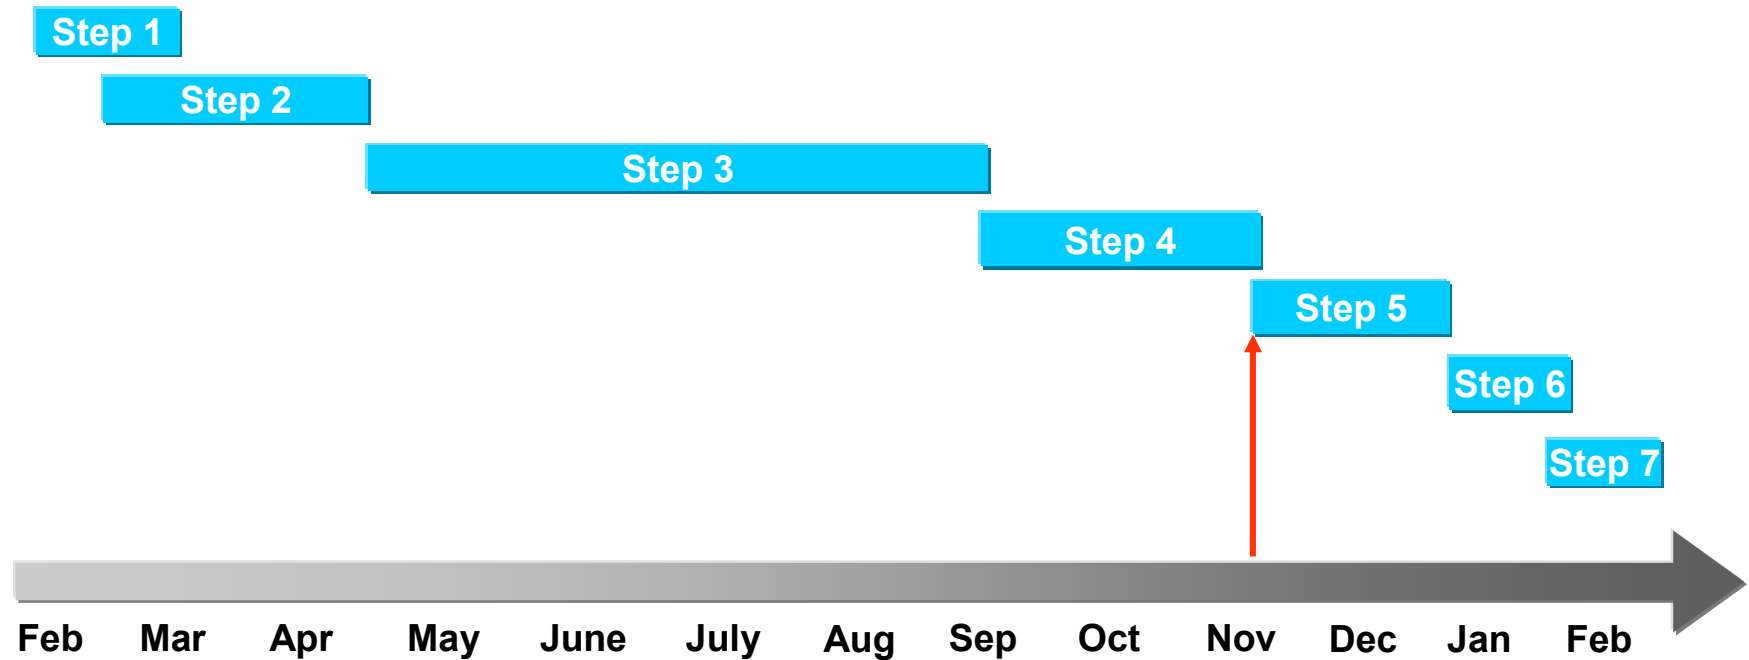 Step 1
Step 2
Step 3
Step 4
Step 5
Step 6
Step 7
Feb Mar Apr May June July Aug Sep Oct Nov Dec Jan Feb